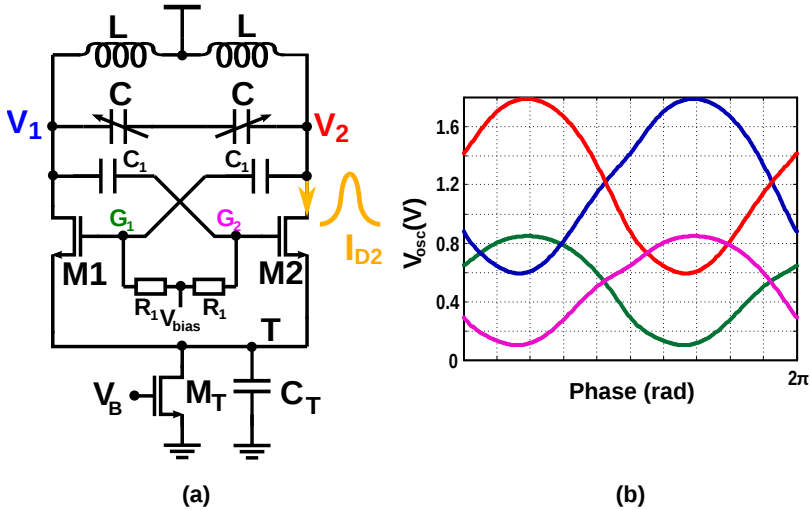 L L
C C
V1 V2
C1 C1
G1 G2
ID2
M1 M2
R1 R1
Vbias
T
VB MT CT
(a)
1.6
1.2
0.8
0.4
0
Vosc(V)
Phase (rad)
2π
(b)